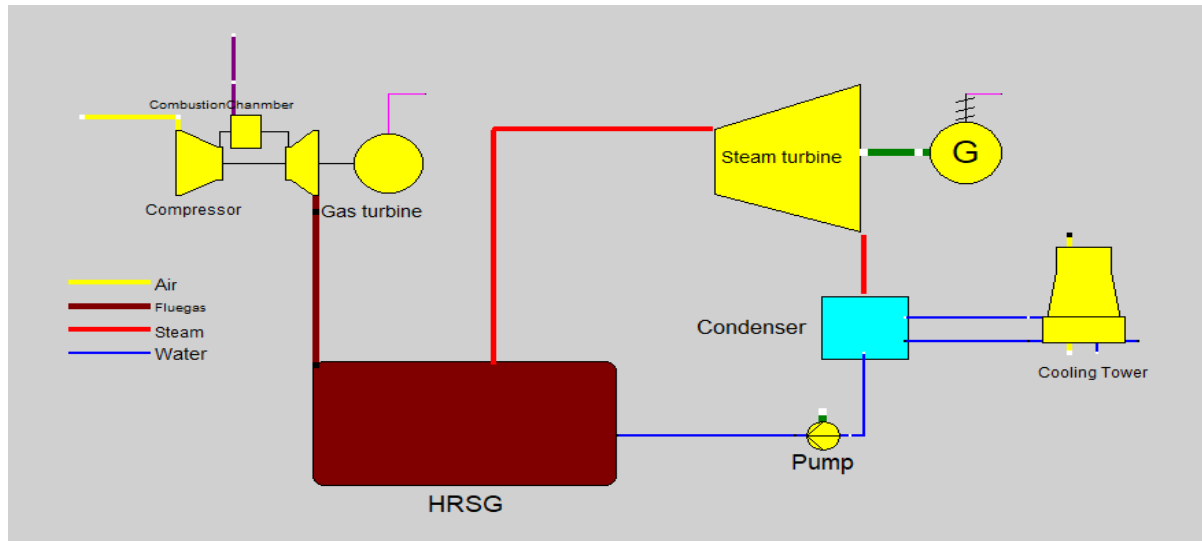 CombustionChanmber
Compressor
Gas turbine
Steam turbine
G
Air
Fluegas
Steam
Water
Condenser
Cooling Tower
Pump
HRSG